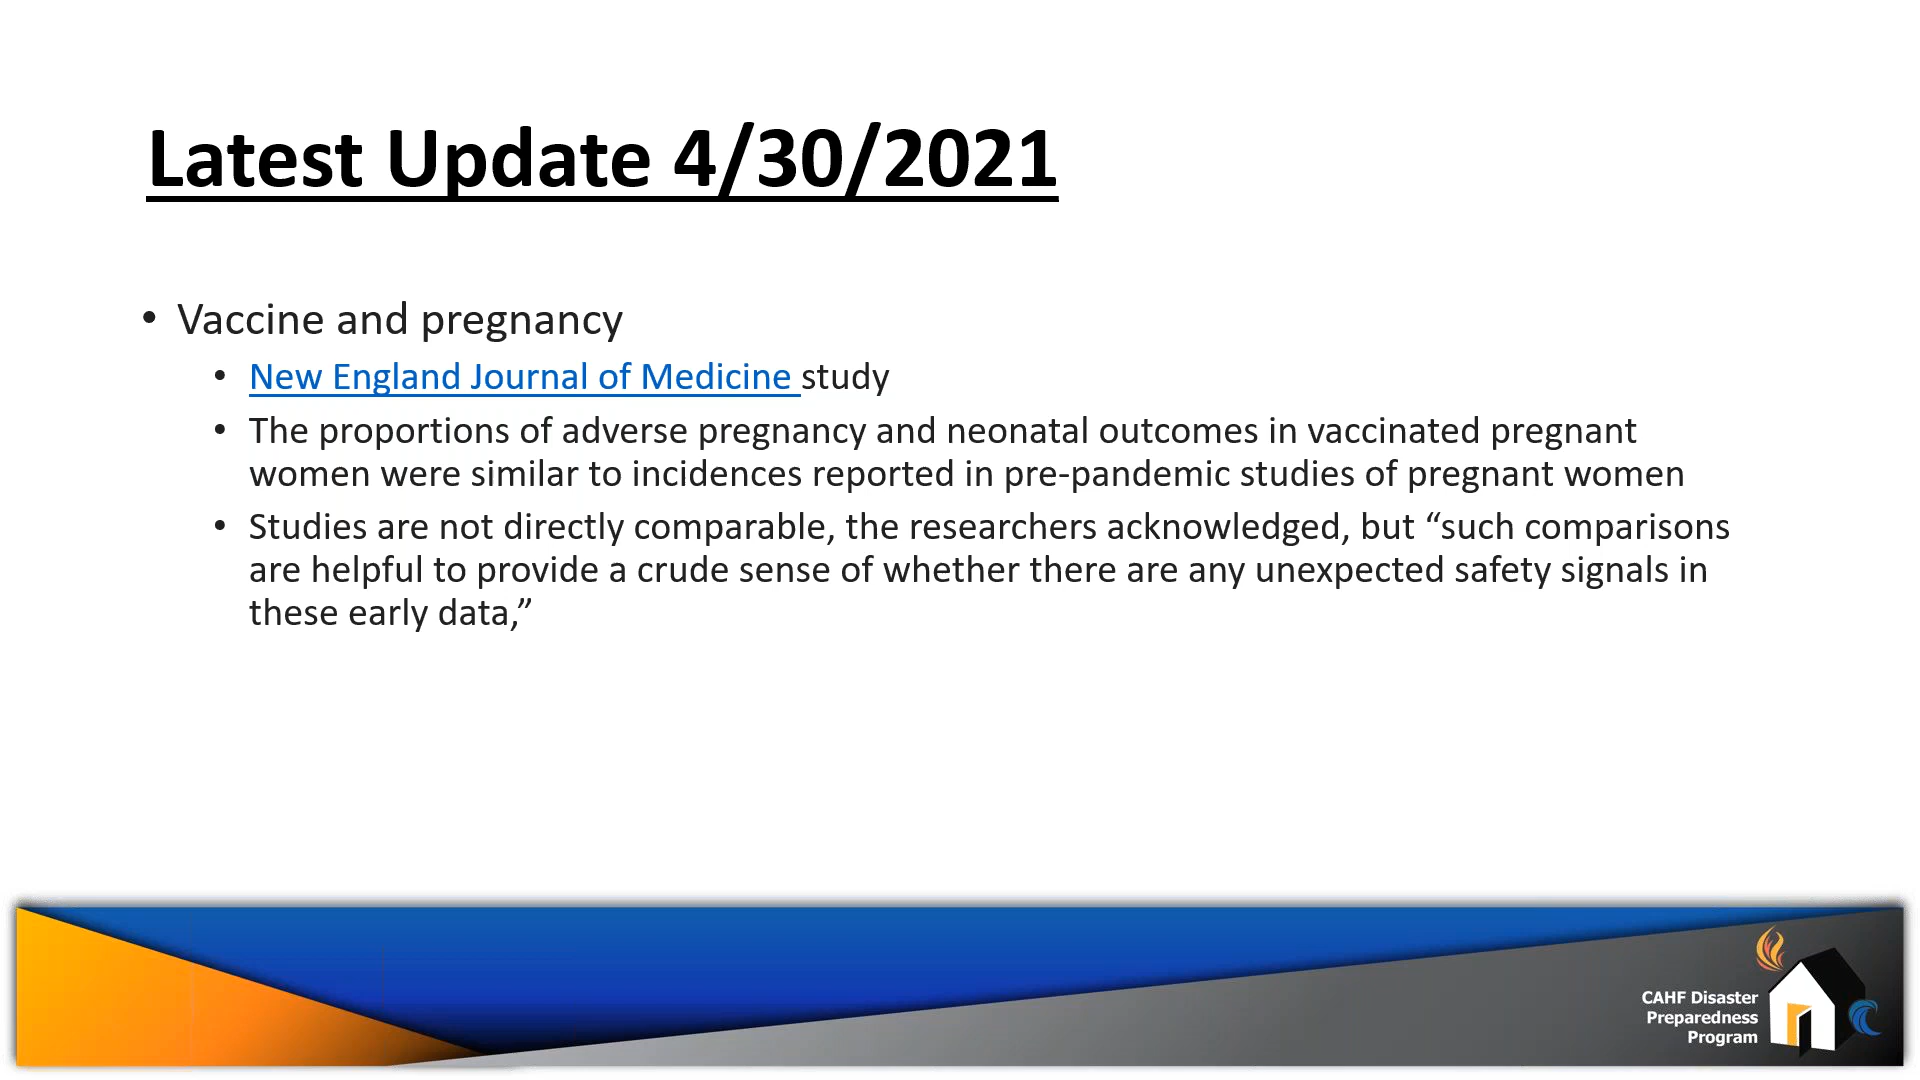 Latest Update 4/30/2021
• Vaccine and pregnancy
• New England Journal of Medicine study
• The proportions of adverse pregnancy and neonatal outcomes in vaccinated pregnant
women were similar to incidences reported in pre-pandemic studies of pregnant women
• Studies are not directly comparable, the researchers acknowledged, but “such comparisons
are helpful to provide a crude sense of whether there are any unexpected safety signals in
these early data,”
CAHF Disaster
Preparedness
Program